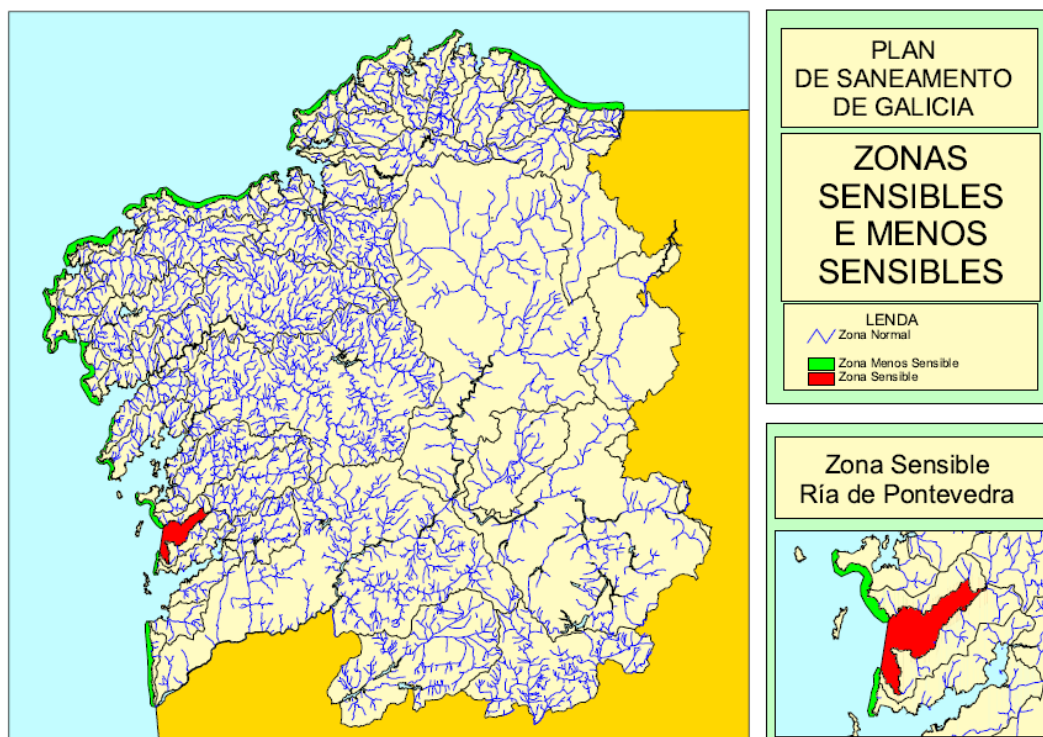 PLAN
DE SANEAMENTO
DE GALICIA
ZONAS
SENSIBLES
E MENOS
SENSIBLES
LENDA
Zona Normal
Zona Menos Sensible
Zona Sensible
Zona Sensible
Ría de Pontevedra